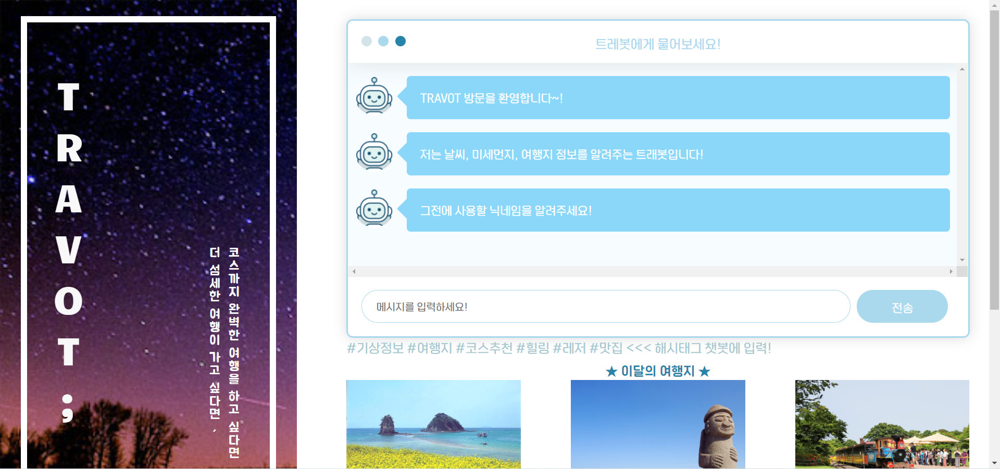 TRAVOT;
더 섬세한 여행이 가고 싶다면,
코스까지 완벽한 여행을 하고 싶다면
트레봇에게 물어보세요!
TRAVOT 방문을 환영합니다~!
저는 날씨, 미세먼지, 여행지 정보를 알려주는 트래봇입니다!
그전에 사용할 닉네임을 알려주세요!
메시지를 입력하세요!
전송
#기상정보 #여행지 #코스추천 #힐링 #레저 #맛집 <<< 해시태그 챗봇에 입력!
★ 이달의 여행지 ★